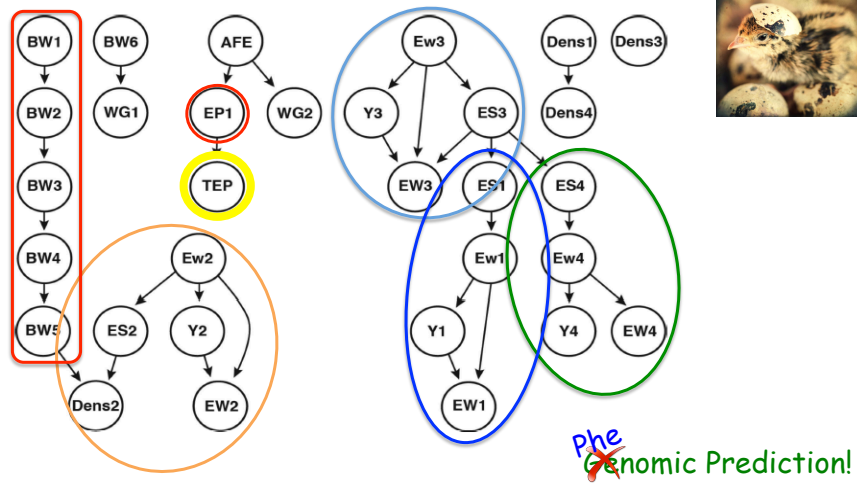 BW1 BW6 AFE Ew3 Dens1 Dens3
BW2 WG1 EP1 WG2 Y3 ES3 Dens4
BW3 TEP EW3 ES1 ES4
BW4 Ew2 Ew1 Ew4
BW5 ES2 Y2 Y1 Y4 EW4
Dens2 EW2 EW1
Phe
Genomic Prediction!